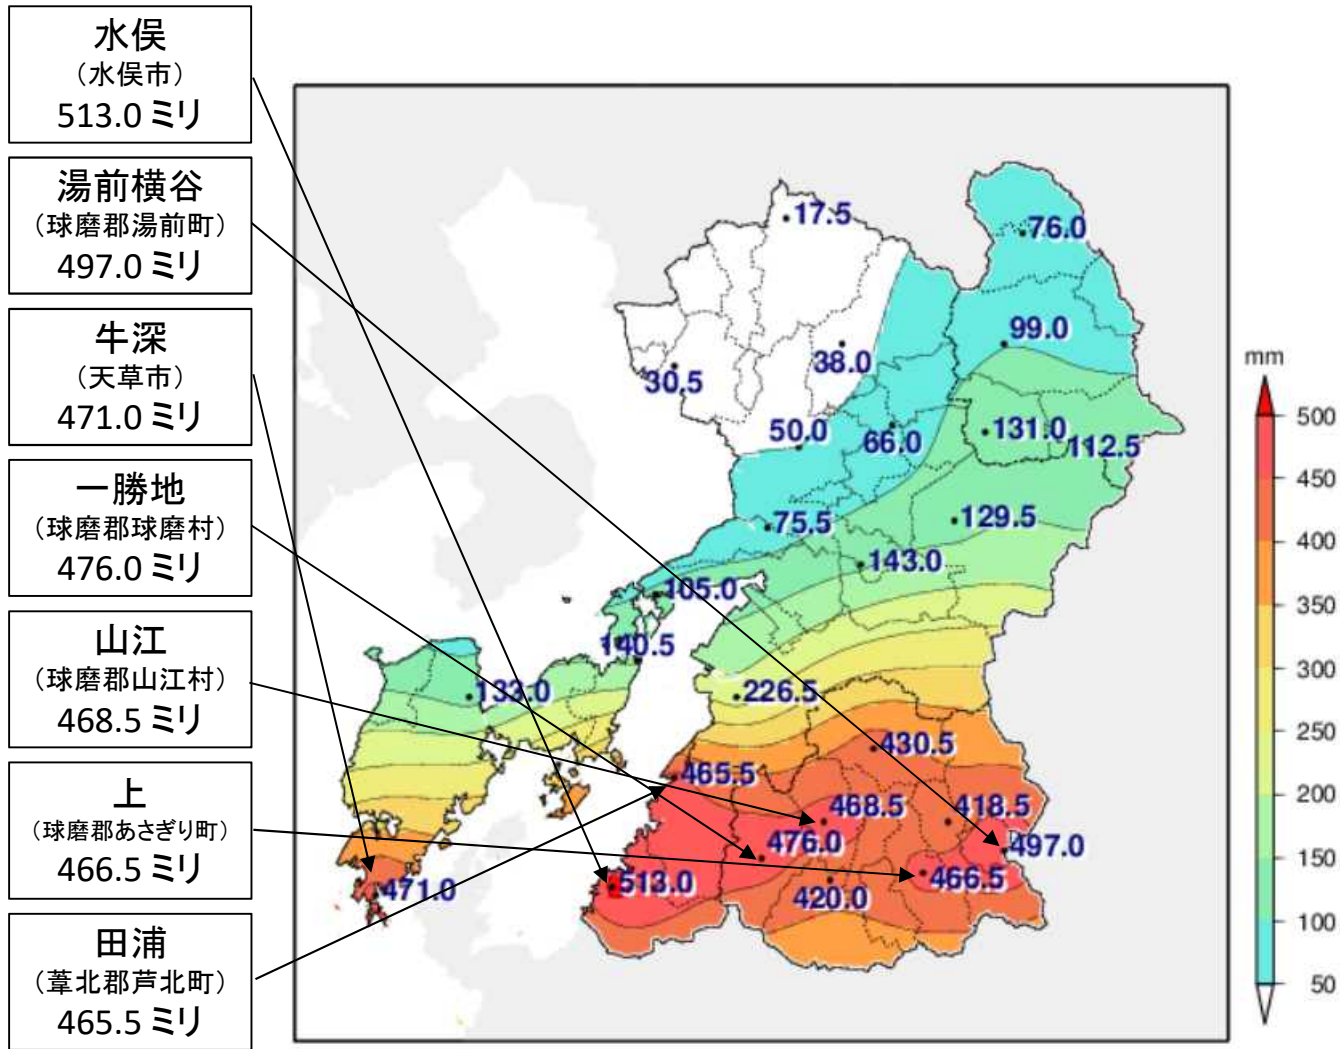 水俣
（水俣市）
513.0 ミリ
湯前横谷
（球磨郡湯前町）
497.0 ミリ
牛深
（天草市）
471.0 ミリ
一勝地
（球磨郡球磨村）
476.0 ミリ
山江
（球磨郡山江村）
468.5 ミリ
上
（球磨郡あさぎり町）
466.5 ミリ
田浦
（葦北郡芦北町）
465.5 ミリ
17.5
76.0
99.0
38.0
30.5
50.0
66.0
131.0
112.5
75.5
129.5
143.0
105.0
140.5
133.0
226.5
430.5
465.5
468.5
418.5
476.0
497.0
471.0
513.0
420.0
466.5
mm
500
450
400
350
300
250
200
150
100
50